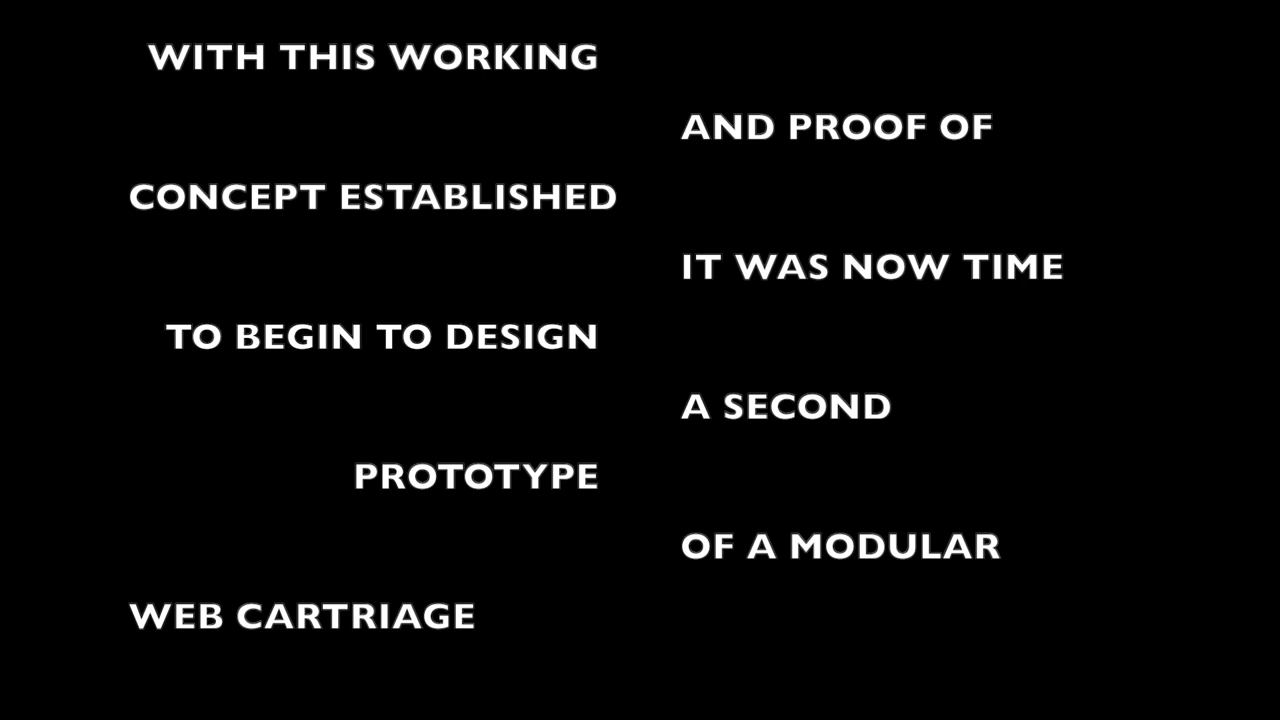 WITH THIS WORKING
AND PROOF OF
CONCEPT ESTABLISHED
IT WAS NOW TIME
TO BEGIN TO DESIGN
A SECOND
PROTOTYPE
OF A MODULAR
WEB CARTRIAGE